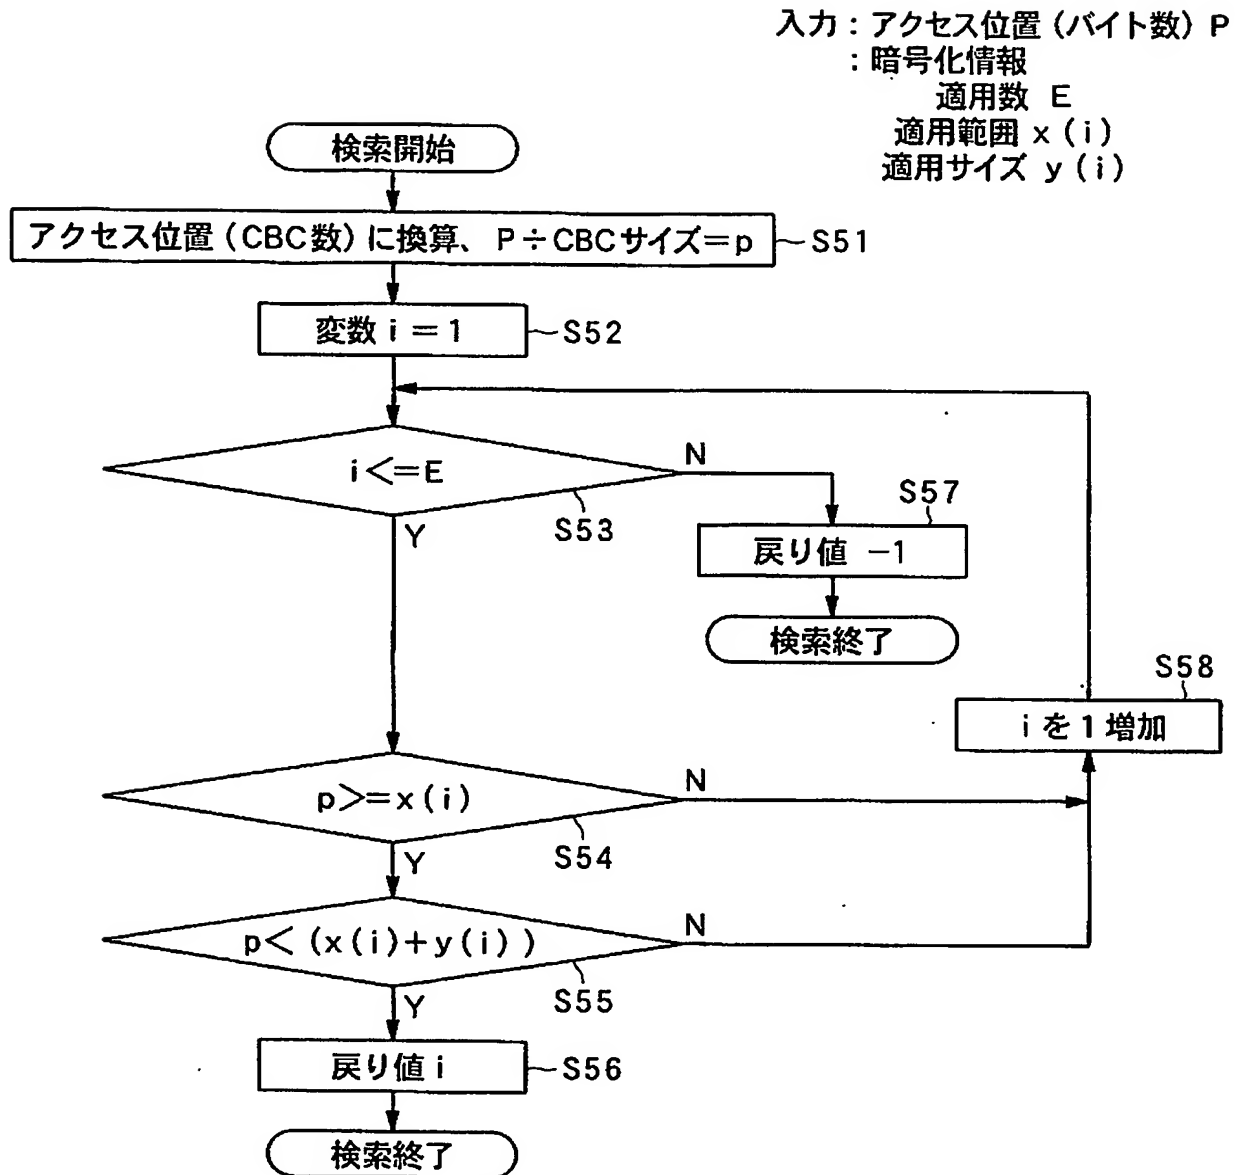 入力：アクセス位置（バイト数）P
：暗号化情報
適用数 E
適用範囲 x(i)
適用サイズ y(i)
検索開始
アクセス位置（CBC数）に換算、P÷CBCサイズ=p
S51
変数 i = 1
S52
i<=E
N
S53
Y
S57
戻り値 -1
検索終了
S58
iを1増加
p>=x(i)
N
S54
Y
p<(x(i)+y(i))
N
S55
Y
戻り値 i
S56
検索終了